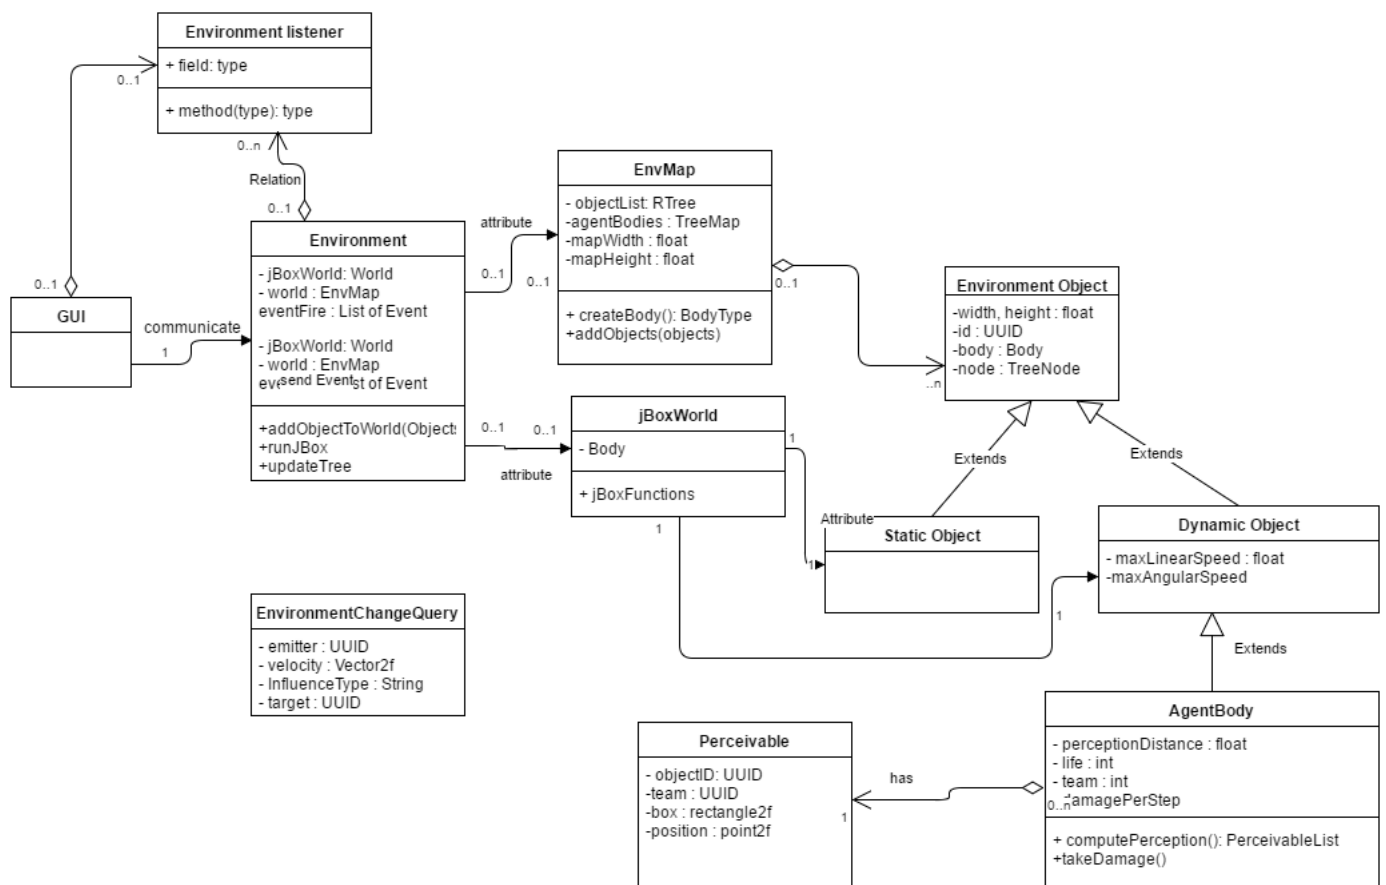 Environment listener
+ field: type
+ method(type): type
0..1
0..n
Relation
0..1
0..1
GUI
communicate
1
Environment
- jBoxWorld: World
- world : EnvMap
eventFire : List of Event
- jBoxWorld: World
- world : EnvMap
send Event
st of Event
+addObjectToWorld(Objects
+runJBox
+updateTree
attribute
0..1
0..1
EnvMap
- objectList: RTree
-agentBodies : TreeMap
-mapWidth : float
-mapHeight : float
+ createBody(): BodyType
+addObjects(objects)
0..1
..n
Environment Object
-width, height : float
-id : UUID
-body : Body
-node : TreeNode
0..1
0..1
attribute
jBoxWorld
- Body
+ jBoxFunctions
1
1
Attribute
1
Static Object
Extends
Extends
Dynamic Object
- maxLinearSpeed : float
-maxAngularSpeed
1
Extends
EnvironmentChangeQuery
- emitter : UUID
- velocity : Vector2f
- InfluenceType : String
- target : UUID
Perceivable
- objectID: UUID
-team : UUID
-box : rectangle2f
-position : point2f
1
has
0..n
AgentBody
- perceptionDistance : float
- life : int
- team : int
damagePerStep
+ computePerception(): PerceivableList
+takeDamage()